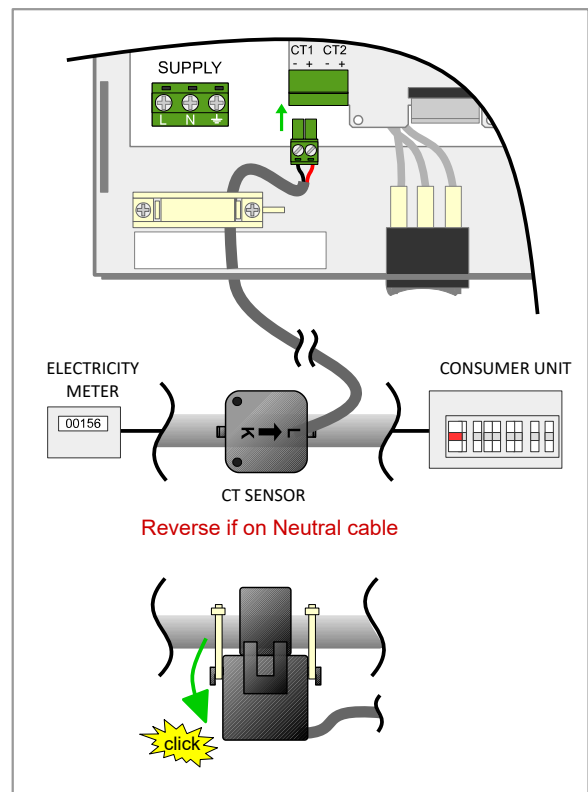 CT1 CT2
- + - +
SUPPLY
L N
ELECTRICITY
METER
CONSUMER UNIT
00156
K L
CT SENSOR
Reverse if on Neutral cable
click